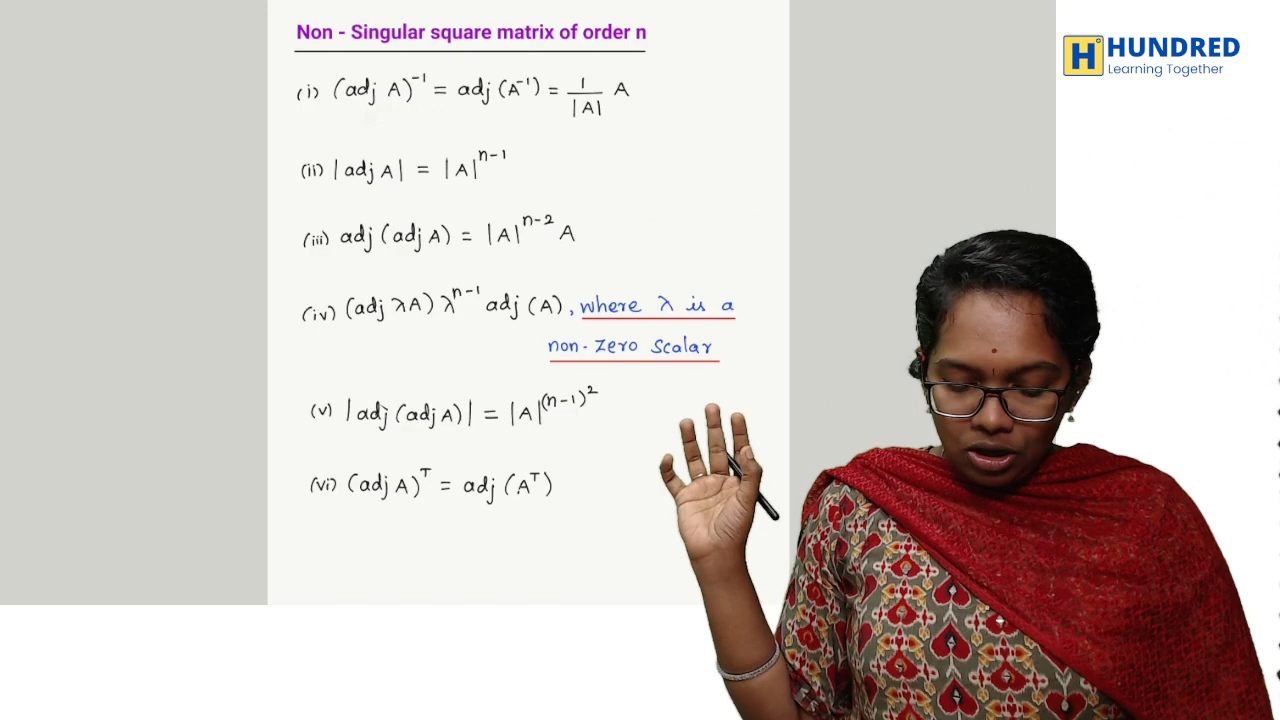 Non - Singular square matrix of order n
HUNDRED
Learning Together
(i) (adj A)⁻¹ = adj (A⁻¹) = 1/|A| A
(ii) |adj A| = |A|ⁿ⁻¹
(iii) adj (adj A) = |A|ⁿ⁻² A
(iv) (adj λA) λⁿ⁻¹ adj (A), where λ is a
non-zero scalar
(v) |adj (adj A)| = |A|⁽ⁿ⁻¹⁾²
(vi) (adj A)ᵀ = adj (Aᵀ)